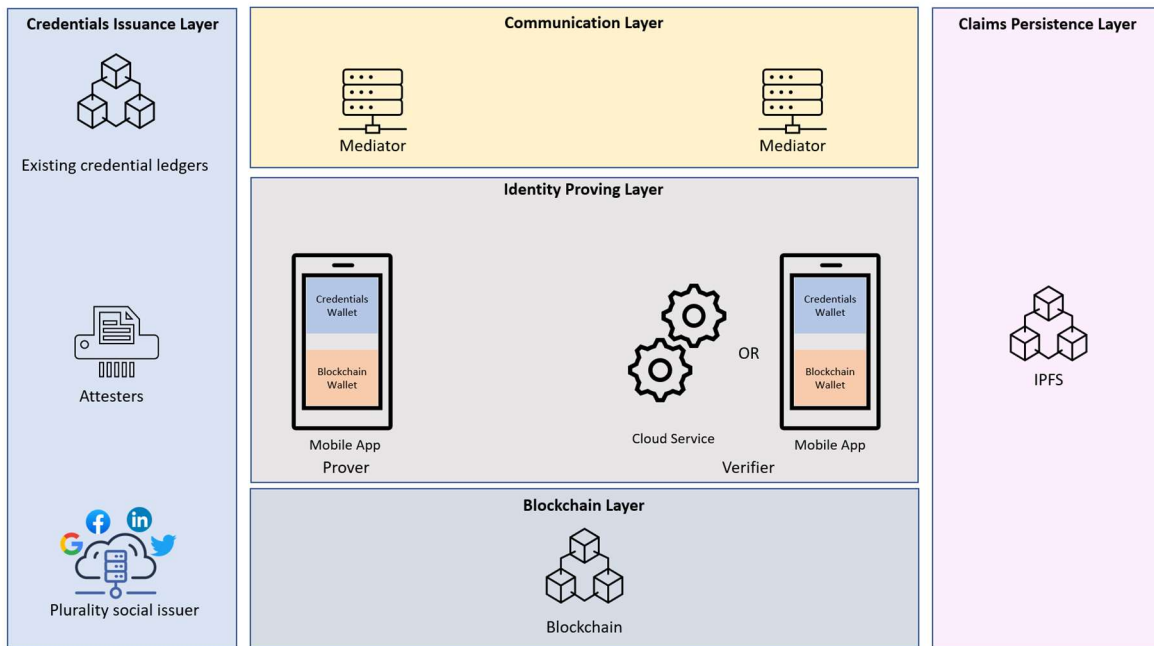 Credentials Issuance Layer
Existing credential ledgers
Attesters
G
f
in
Plurality social issuer
Communication Layer
Mediator
Mediator
Identity Proving Layer
Credentials
Wallet
Blockchain
Wallet
Mobile App
Prover
OR
Cloud Service
Credentials
Wallet
Blockchain
Wallet
Mobile App
Verifier
Blockchain Layer
Blockchain
Claims Persistence Layer
IPFS